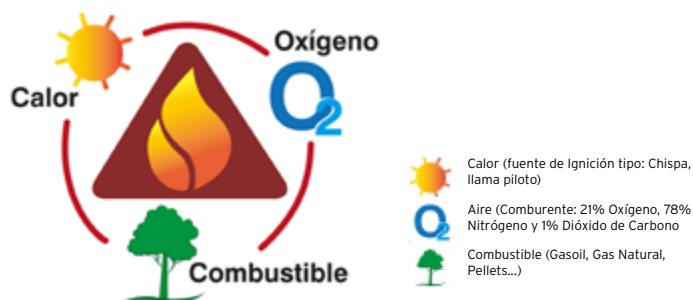 Oxígeno
Calor
O2
Combustible
Calor (fuente de Ignición tipo: Chispa,
llama piloto)
O2
Aire (Comburente: 21% Oxígeno, 78%
Nitrógeno y 1% Dióxido de Carbono
Combustible (Gasoil, Gas Natural,
Pellets...)